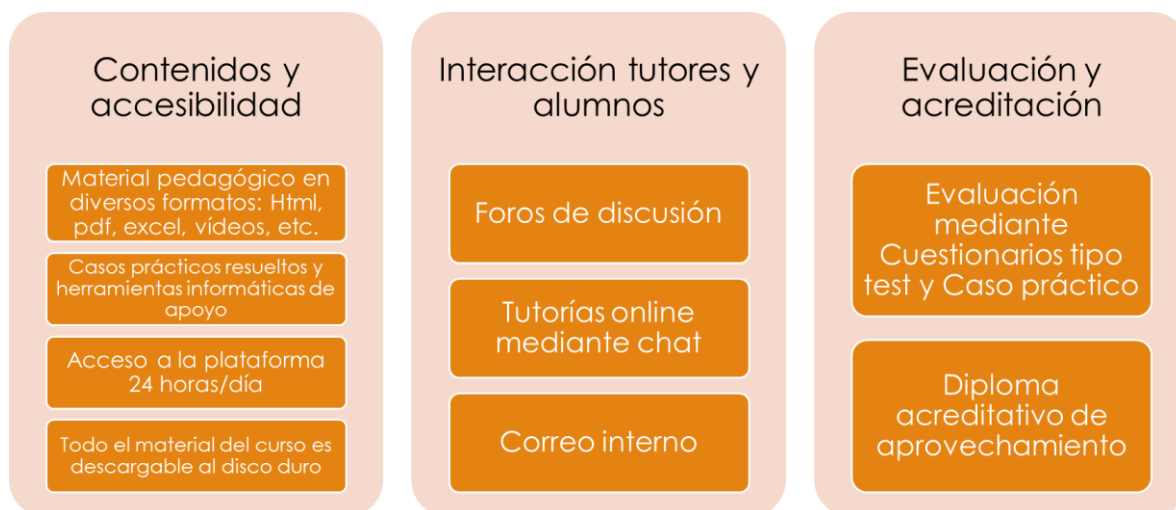 Contenidos y
accesibilidad
Material pedagógico en
diversos formatos: Html,
pdf, excel, vídeos, etc.
Casos prácticos resueltos y
herramientas informáticas de
apoyo
Acceso a la plataforma
24 horas/día
Todo el material del curso es
descargable al disco duro
Interacción tutores y
alumnos
Foros de discusión
Tutorías online
mediante chat
Correo interno
Evaluación y
acreditación
Evaluación
mediante
Cuestionarios tipo
test y Caso práctico
Diploma
acreditativo de
aprovechamiento